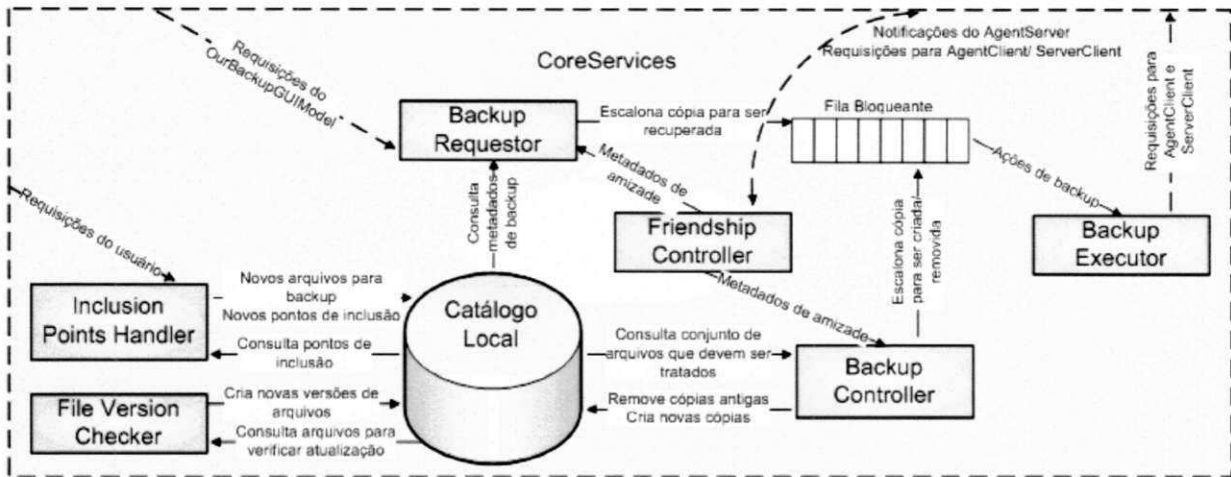 Notificações do AgentServer
Requisições para AgentClient/ ServerClient
Requisições do
OurBackupGUIModel
CoreServices
Requisições para
AgentClient e
ServerClient
Backup
Requestor
Escalona cópia para ser
recuperada
Fila Bloqueante
Ações de backup
Metadados de
amizade
Consulta
metadados
de backup
Requisições do usuário
Friendship
Controller
Escalona cópia
para ser criada/
removida
Backup
Executor
Metadados de amizade
Inclusion
Points Handler
Novos arquivos para
backup
Novos pontos de inclusão
Consulta pontos de
inclusão
Catálogo
Local
Consulta conjunto de
arquivos que devem ser
tratados
Backup
Controller
File Version
Checker
Cria novas versões de
arquivos
Consulta arquivos para
verificar atualização
Remove cópias antigas
Cria novas cópias